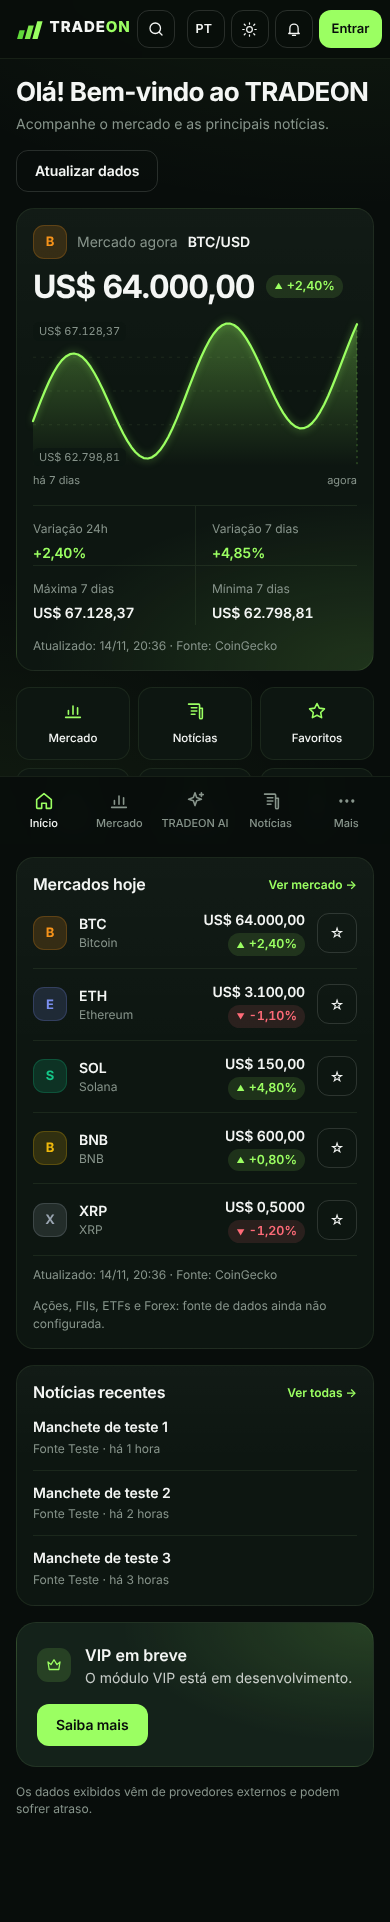 TRADEON
PT
Entrar
Olá! Bem-vindo ao TRADEON
Acompanhe o mercado e as principais notícias.
Atualizar dados
B Mercado agora BTC/USD
US$ 64.000,00 ▲ +2,40%
US$ 67.128,37
US$ 62.798,81
há 7 dias agora
Variação 24h Variação 7 dias
+2,40% +4,85%
Máxima 7 dias Mínima 7 dias
US$ 67.128,37 US$ 62.798,81
Atualizado: 14/11, 20:36 · Fonte: CoinGecko
Mercado Notícias Favoritos
Início Mercado TRADEON AI Notícias Mais
Mercados hoje Ver mercado →
B BTC US$ 64.000,00 ☆
Bitcoin ▲ +2,40%
E ETH US$ 3.100,00 ☆
Ethereum ▼ -1,10%
S SOL US$ 150,00 ☆
Solana ▲ +4,80%
B BNB US$ 600,00 ☆
BNB ▲ +0,80%
X XRP US$ 0,5000 ☆
XRP ▼ -1,20%
Atualizado: 14/11, 20:36 · Fonte: CoinGecko
Ações, FIIs, ETFs e Forex: fonte de dados ainda não
configurada.
Notícias recentes Ver todas →
Manchete de teste 1
Fonte Teste · há 1 hora
Manchete de teste 2
Fonte Teste · há 2 horas
Manchete de teste 3
Fonte Teste · há 3 horas
VIP em breve
O módulo VIP está em desenvolvimento.
Saiba mais
Os dados exibidos vêm de provedores externos e podem
sofrer atraso.